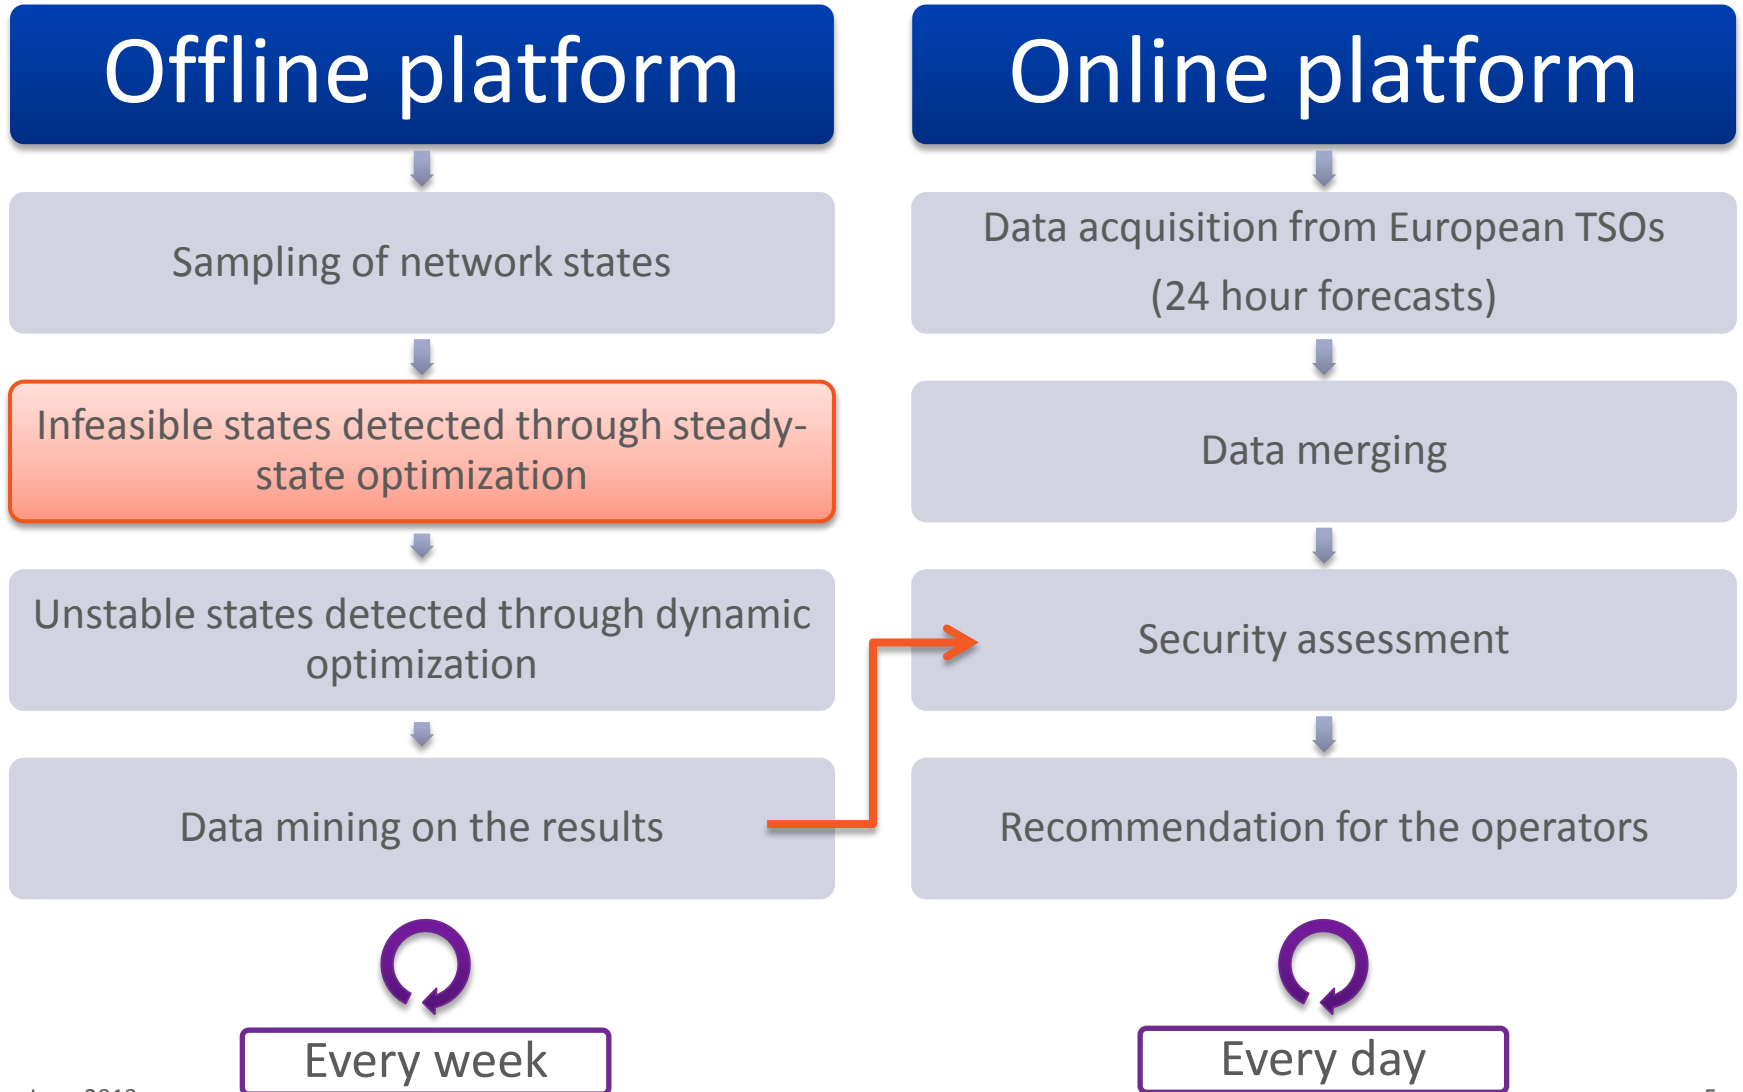 Offline platform
Sampling of network states
Infeasible states detected through steady-
state optimization
Unstable states detected through dynamic
optimization
Data mining on the results
Every week
Online platform
Data acquisition from European TSOs
(24 hour forecasts)
Data merging
Security assessment
Recommendation for the operators
Every day